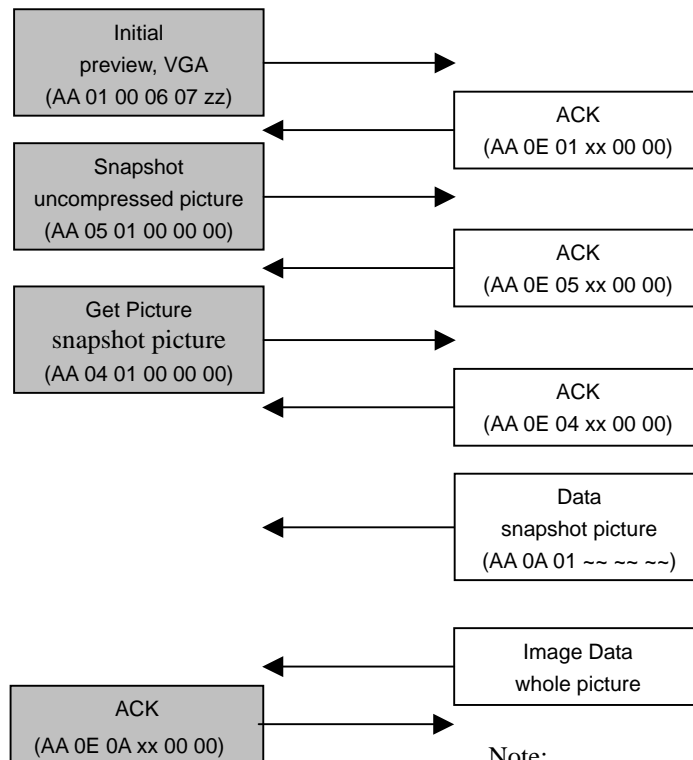 Initial
preview, VGA
(AA 01 00 06 07 zz)
ACK
(AA 0E 01 xx 00 00)
Snapshot
uncompressed picture
(AA 05 01 00 00 00)
ACK
(AA 0E 05 xx 00 00)
Get Picture
snapshot picture
(AA 04 01 00 00 00)
ACK
(AA 0E 04 xx 00 00)
Data
snapshot picture
(AA 0A 01 ~~ ~~ ~~)
Image Data
whole picture
ACK
(AA 0E 0A xx 00 00)
Note: